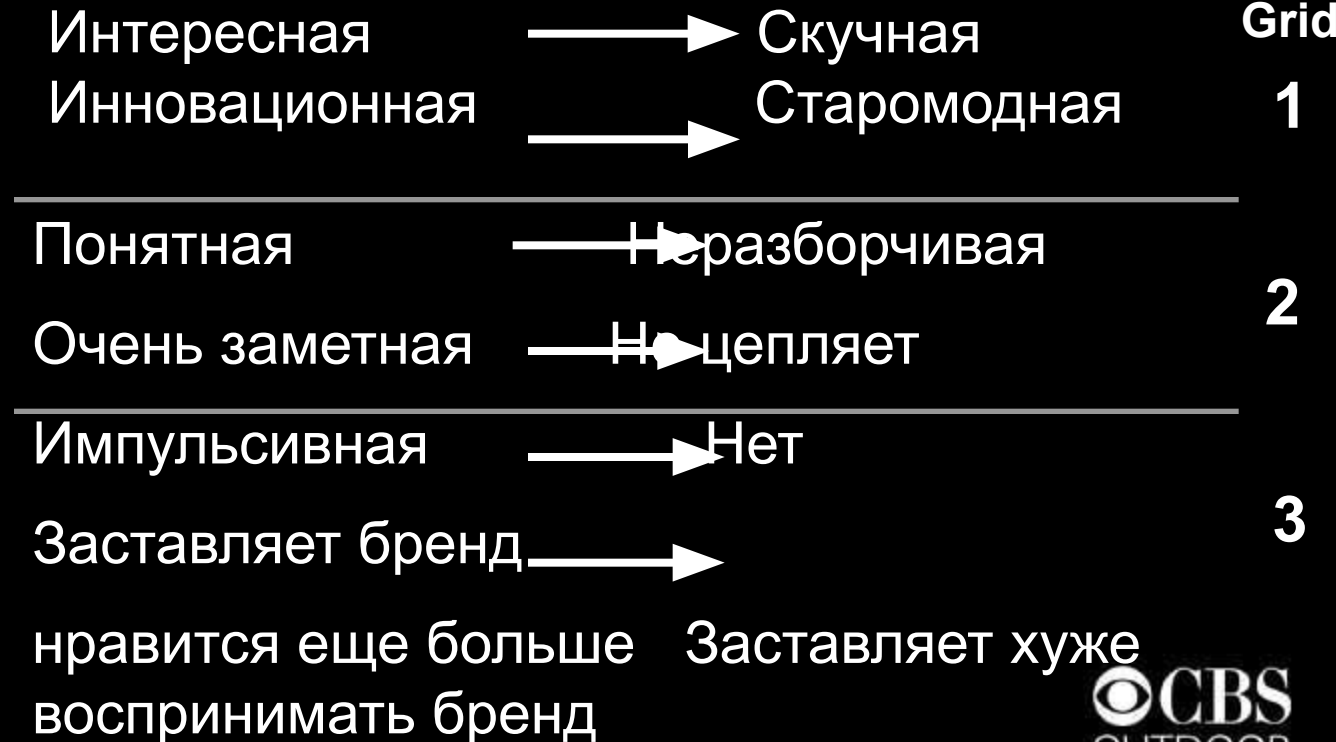 Интересная Скучная Grid
Инновационная Старомодная 1
Понятная Неразборчивая
2
Очень заметная Не цепляет
Импульсивная Нет
3
Заставляет бренд
нравится еще больше Заставляет хуже
воспринимать бренд
CBS
OUTDOOR